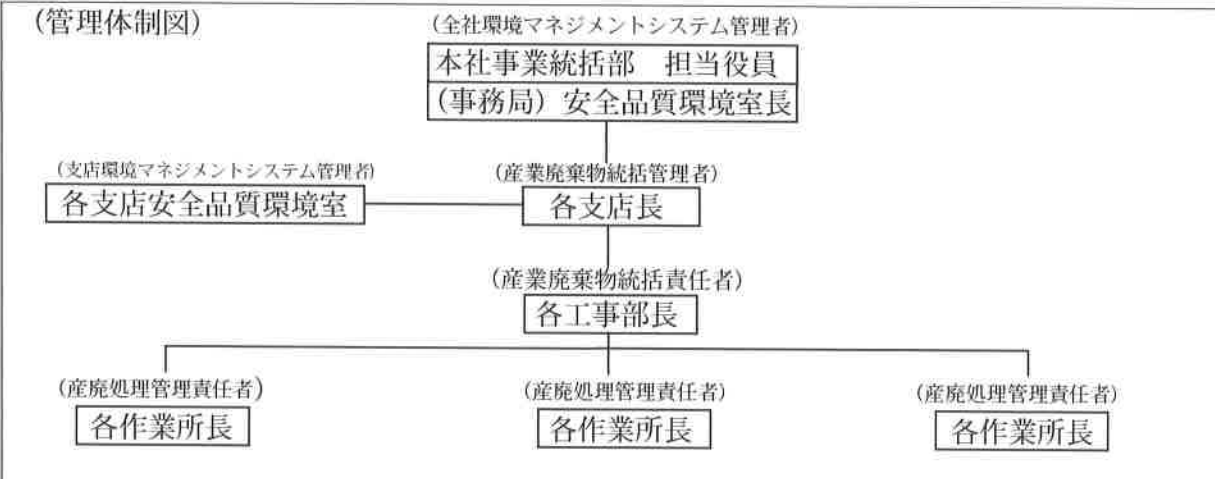 (管理体制図)
(全社環境マネジメントシステム管理者)
本社事業統括部　担当役員
(事務局) 安全品質環境室長
(支店環境マネジメントシステム管理者)
(産業廃棄物統括管理者)
各支店安全品質環境室
各支店長
(産業廃棄物統括責任者)
各工事部長
(産廃処理管理責任者)
(産廃処理管理責任者)
(産廃処理管理責任者)
各作業所長
各作業所長
各作業所長